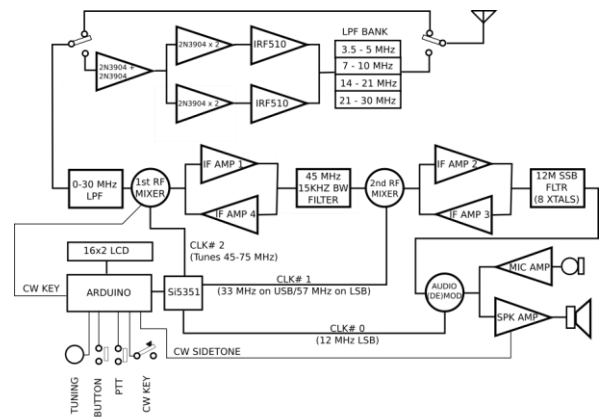 2N3904 x 2
IRF510
LPF BANK
3.5 - 5 MHz
2N3904 +
2N3904
7 - 10 MHz
14 - 21 MHz
2N3904 x 2
IRF510
21 - 30 MHz
IF AMP 1
IF AMP 2
0-30 MHz
LPF
1st RF
MIXER
45 MHz
15KHZ BW
FILTER
2nd RF
MIXER
12M SSB
FLTR
(8 XTALS)
IF AMP 4
IF AMP 3
CLK# 2
(Tunes 45-75 MHz)
16x2 LCD
MIC AMP
CLK# 1
(33 MHz on USB/57 MHz on LSB)
CW KEY
ARDUINO
Si5351
AUDIO
(DE)MOD
SPK AMP
CLK# 0
(12 MHz LSB)
CW SIDETONE
TUNING
BUTTON
PTT
CW KEY